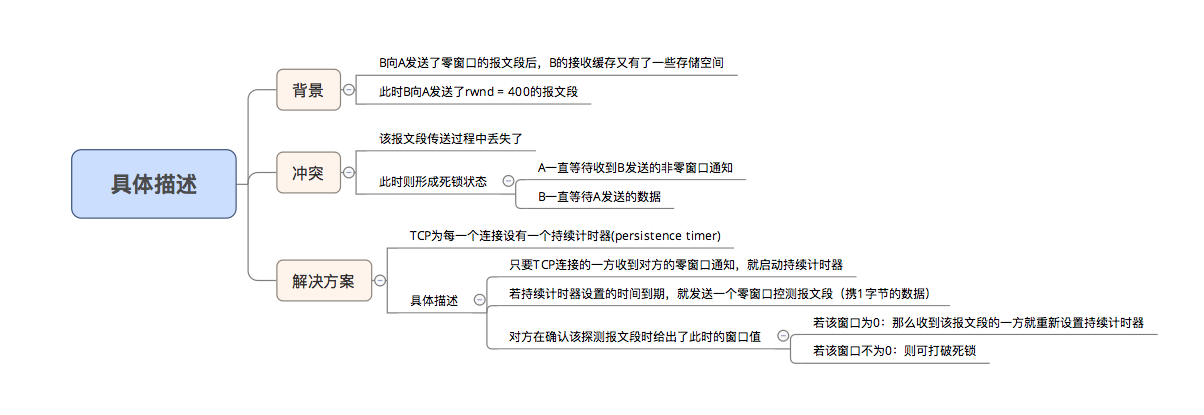 具体描述
背景
B向A发送了零窗口的报文段后，B的接收缓存又有了一些存储空间
此时B向A发送了rwnd = 400的报文段
冲突
该报文段传送过程中丢失了
此时则形成死锁状态
A一直等待收到B发送的非零窗口通知
B一直等待A发送的数据
解决方案
TCP为每一个连接设有一个持续计时器(persistence timer)
具体描述
只要TCP连接的一方收到对方的零窗口通知，就启动持续计时器
若持续计时器设置的时间到期，就发送一个零窗口控测报文段（携1字节的数据）
对方在确认该探测报文段时给出了此时的窗口值
若该窗口为0：那么收到该报文段的一方就重新设置持续计时器
若该窗口不为0：则可打破死锁